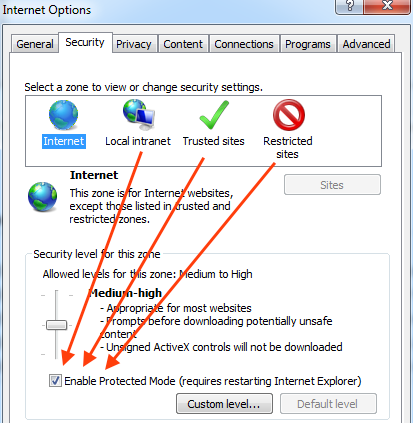 Internet Options
?
General Security Privacy Content Connections Programs Advanced
Select a zone to view or change security settings.
Internet Local intranet Trusted sites Restricted
sites
Internet
Sites
This zone is for Internet websites,
except those listed in trusted and
restricted zones.
Security level for this zone
Allowed levels for this zone: Medium to High
Medium-high
- Appropriate for most websites
- Prompts before downloading potentially unsafe
content
- Unsigned ActiveX controls will not be downloaded
Enable Protected Mode (requires restarting Internet Explorer)
Custom level... Default level